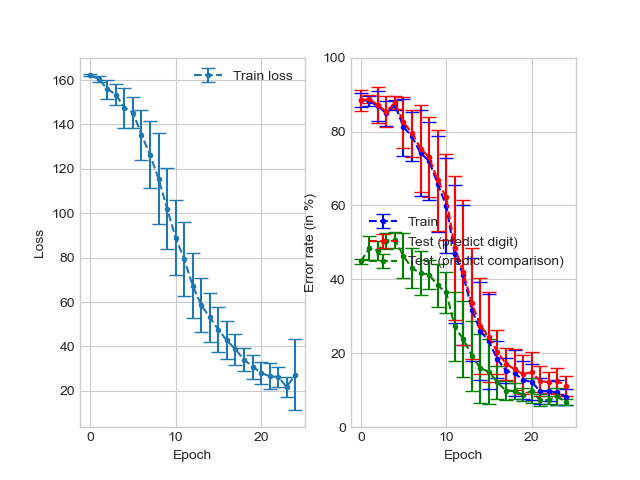 160
140
120
100
80
60
40
20
0
10
20
Loss
Epoch
Train loss
100
80
60
40
20
0
0
10
20
Error rate (in %)
Epoch
Train
Test (predict digit)
Test (predict comparison)